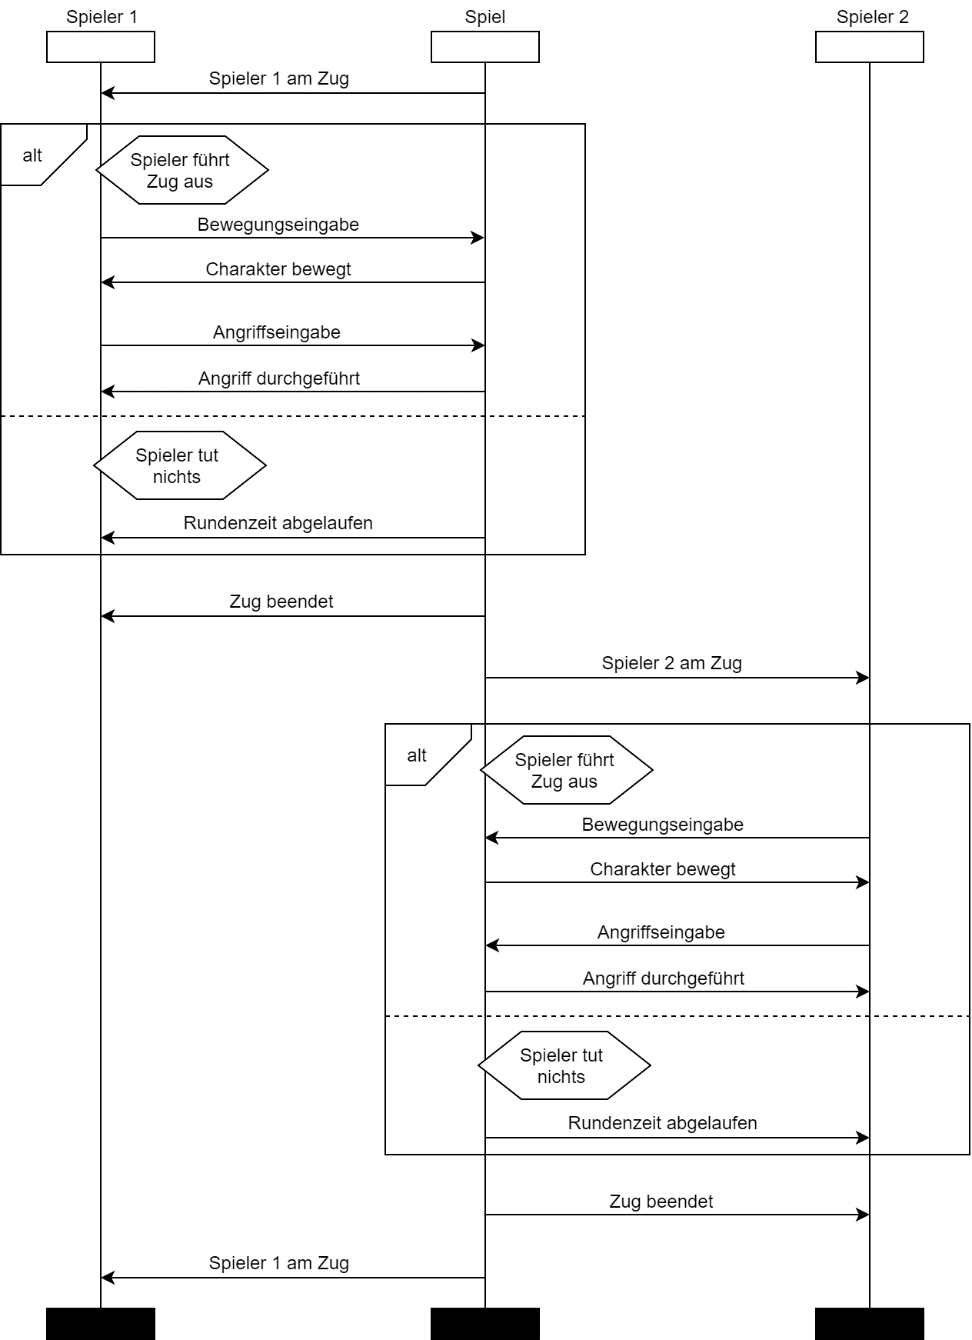 Spieler 1
Spiel
Spieler 2
Spieler 1 am Zug
alt
Spieler führt
Zug aus
Bewegungseingabe
Charakter bewegt
Angriffseingabe
Angriff durchgeführt
Spieler tut
nichts
Rundenzeit abgelaufen
Zug beendet
Spieler 2 am Zug
alt
Spieler führt
Zug aus
Bewegungseingabe
Charakter bewegt
Angriffseingabe
Angriff durchgeführt
Spieler tut
nichts
Rundenzeit abgelaufen
Zug beendet
Spieler 1 am Zug